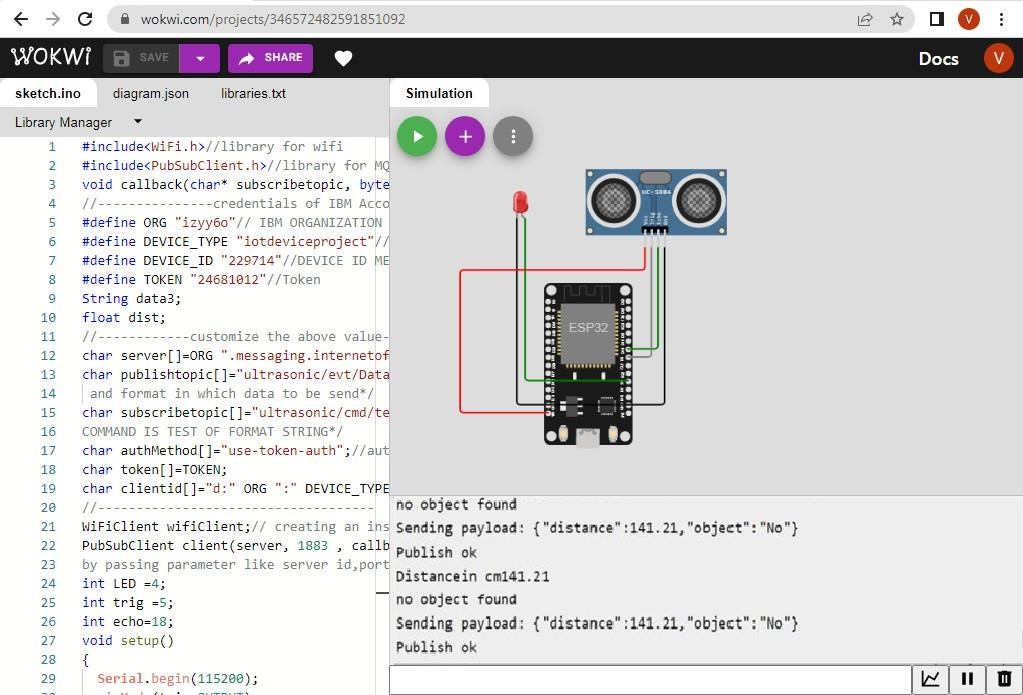 wokwi.com/projects/346572482591851092
V
WOKWi
SAVE
SHARE
Docs
V
sketch.ino
diagram.json
libraries.txt
Simulation
Library Manager
1 #include<WiFi.h>//library for wifi
2 #include<PubSubClient.h>//library for MQ
3 void callback(char* subscribetopic, byte
4 //---------------credentials of IBM Acco
5 #define ORG "izyy6o"// IBM ORGANIZATION
6 #define DEVICE_TYPE "iotdeviceproject"//
7 #define DEVICE_ID "229714"//DEVICE ID ME
8 #define TOKEN "24681012"//Token
9 String data3;
10 float dist;
11 //------------customize the above value-
12 char server[]=ORG ".messaging.internetof
13 char publishtopic[]="ultrasonic/evt/Data
14 and format in which data to be send*/
15 char subscribetopic[]="ultrasonic/cmd/te
16 COMMAND IS TEST OF FORMAT STRING*/
17 char authMethod[]="use-token-auth";//aut
18 char token[]=TOKEN;
19 char clientid[]="d:" ORG ":" DEVICE_TYPE
20 //------------------------------------
21 WiFiClient wifiClient;// creating an ins
22 PubSubClient client(server, 1883 , callb
23 by passing parameter like server id,port
24 int LED =4;
25 int trig =5;
26 int echo=18;
27 void setup()
28 {
29 Serial.begin(115200);
HC-SR04
ESP32
no object found
Sending payload: {"distance":141.21,"object":"No"}
Publish ok
Distancein cm141.21
no object found
Sending payload: {"distance":141.21,"object":"No"}
Publish ok